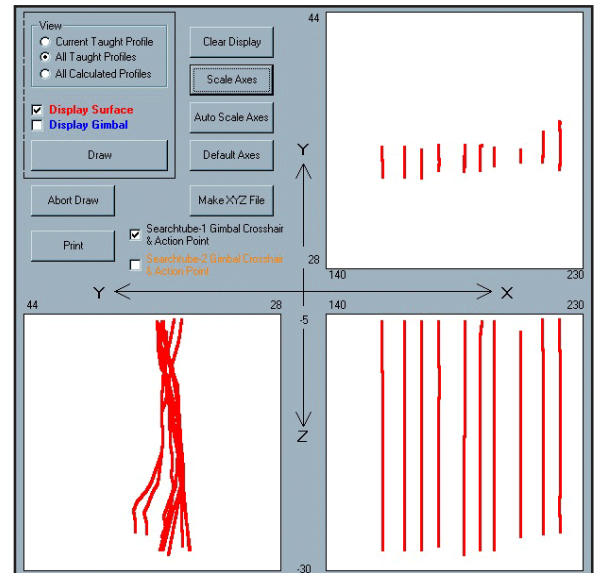 View
Current Taught Profile
All Taught Profiles
All Calculated Profiles
Display Surface
Display Gimbal
Draw
Clear Display
Scale Axes
Auto Scale Axes
Default Axes
Abort Draw
Make XYZ File
Print
Searchtube-1 Gimbal Crosshair
& Action Point
Searchtube-2 Gimbal Crosshair
& Action Point
44
Y
28
140
230
44
Y
28
X
140
230
-5
Z
-30